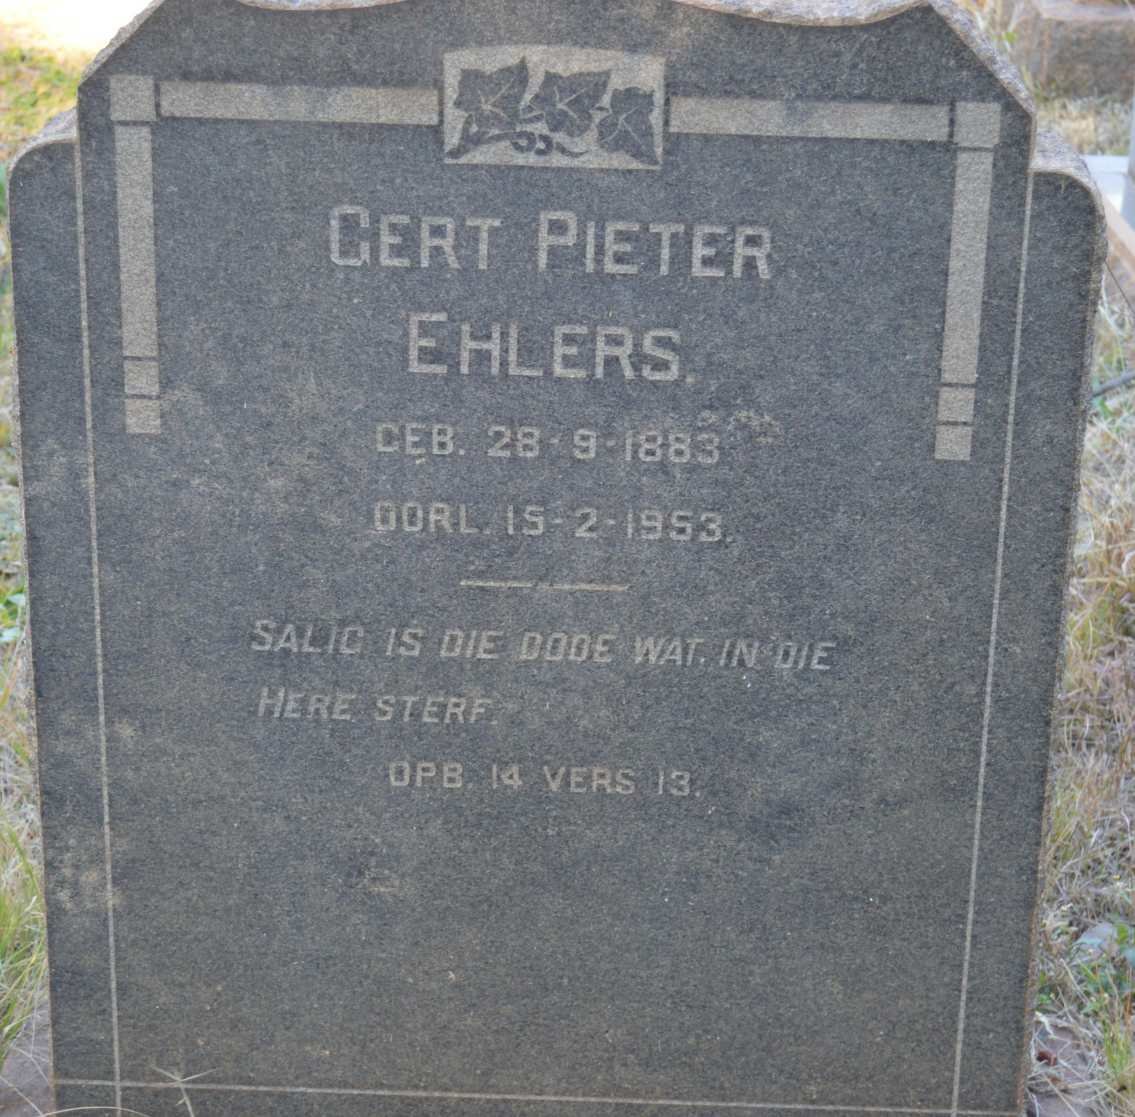 GERT PIETER
EHLERS.
GEB. 28-9-1883
OORL. 15-2-1953.
SALIG IS DIE DODE WAT. IN DIE
HERE STERF.
OPB. 14 VERS 13.